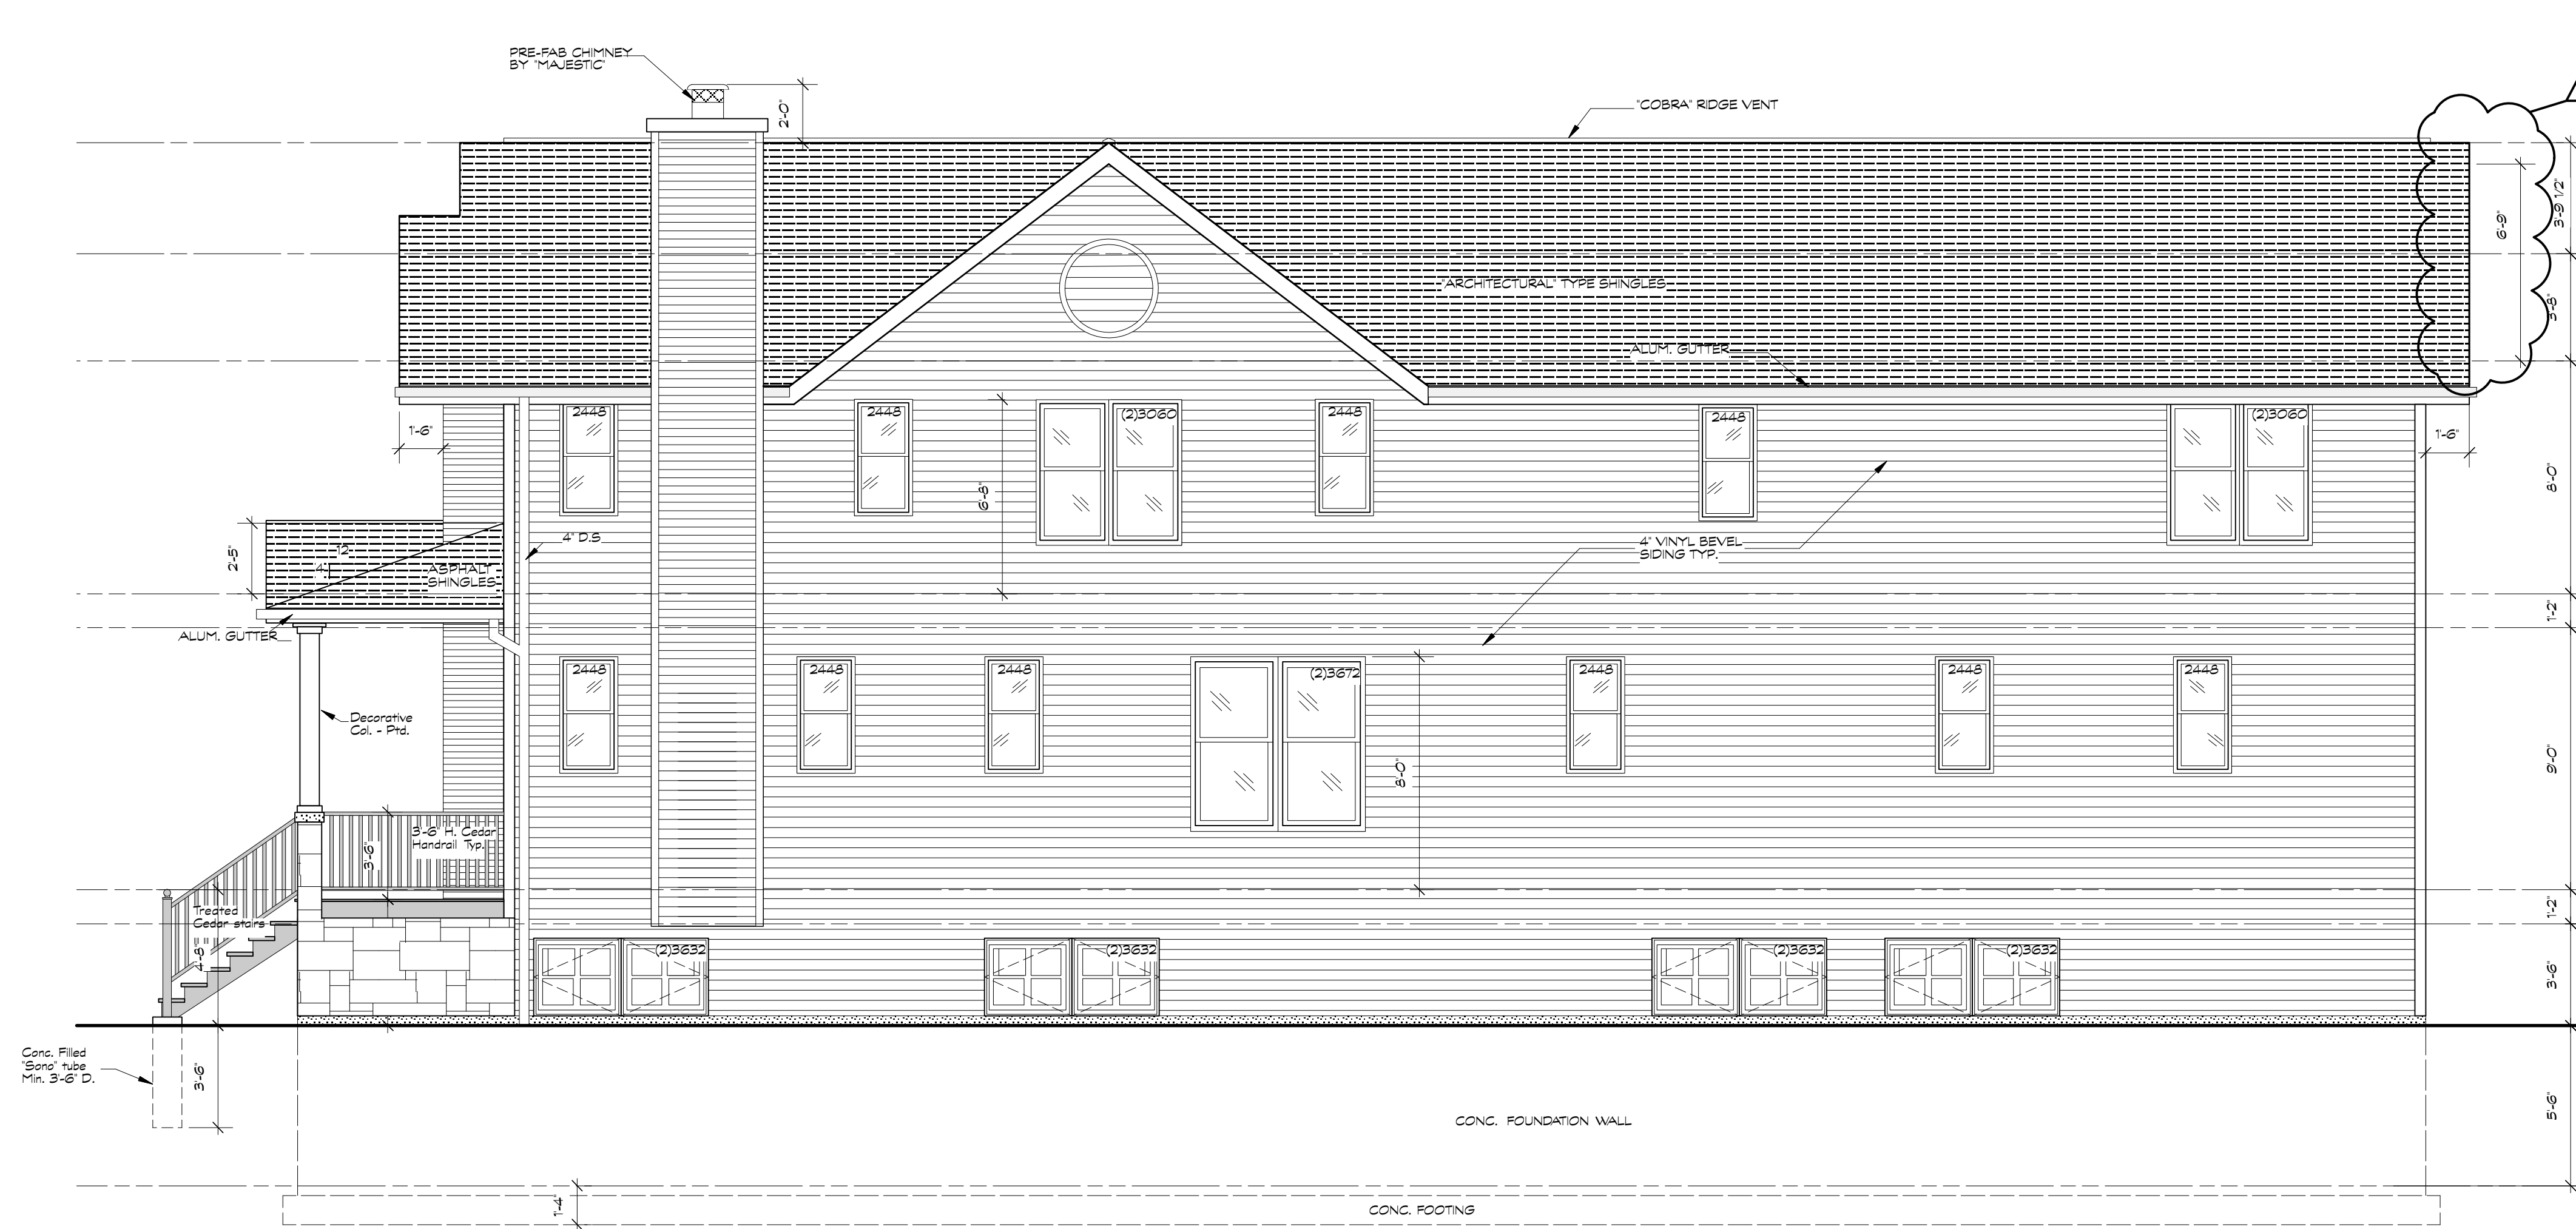 PRE-FAB CHIMNEY
BY "MAJESTIC"
2'-0"
"COBRA" RIDGE VENT
3'-9 1/2"
6'-9"
"ARCHITECTURAL" TYPE SHINGLES
3'-8"
ALUM. GUTTER
2448
2448
(2)3060
2448
2448
(2)3060
1'-6"
1'-6"
6'-8"
8'-0"
4" D.S
4" VINYL BEVEL
SIDING TYP.
2'-5"
12
4
ASPHALT
SHINGLES
1'-2"
ALUM. GUTTER
2448
2448
2448
(2)3672
2448
2448
2448
Decorative
Col. - Ptd.
8'-0"
9'-0"
3'-6" H. Cedar
Handrail Typ.
3'-6"
Treated
Cedar stairs
1'-2"
4'-8"
(2)3632
(2)3632
(2)3632
(2)3632
3'-6"
Conc. Filled
"Sono" tube
Min. 3'-6" D.
3'-6"
CONC. FOUNDATION WALL
5'-6"
1'-4"
CONC. FOOTING